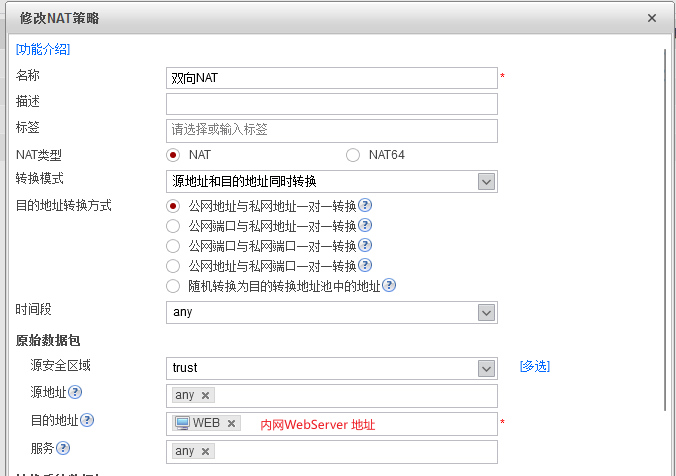 修改NAT策略
[功能介绍]
名称 双向NAT *
描述
标签 请选择或输入标签
NAT类型 NAT NAT64
转换模式 源地址和目的地址同时转换
目的地址转换方式 公网地址与私网地址一对一转换
公网端口与私网地址一对一转换
公网端口与私网端口一对一转换
公网地址与私网端口一对一转换
随机转换为目的转换地址池中的地址
时间段 any
原始数据包
源安全区域 trust [多选]
源地址 any
目的地址 WEB 内网WebServer 地址 *
服务 any